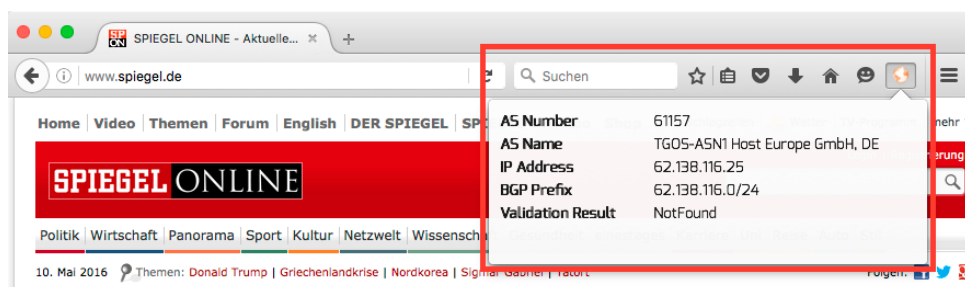 SPIEGEL ONLINE - Aktuelle... × +
www.spiegel.de Suchen
AS Number 61157
AS Name TGOS-ASN1 Host Europe GmbH, DE
IP Address 62.138.116.25
BGP Prefix 62.138.116.0/24
Validation Result NotFound
Home Video Themen Forum English DER SPIEGEL mehr
SPIEGEL ONLINE
Politik Wirtschaft Panorama Sport Kultur Netzwelt
10. Mai 2016 Themen: Donald Trump | Griechenlandkrise | Nordkorea | Sigmar Gabriel | Tatort